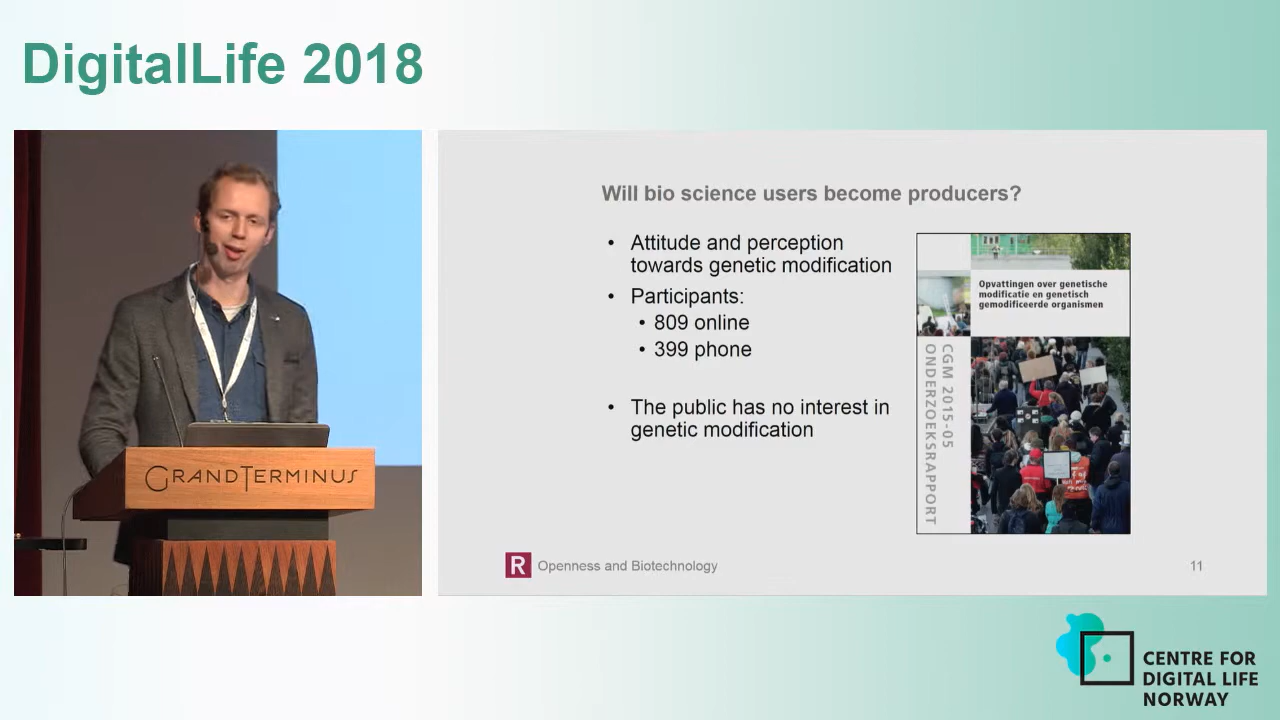 DigitalLife 2018
GRANDTERMINUS
Will bio science users become producers?
• Attitude and perception
towards genetic modification
• Participants:
• 809 online
• 399 phone
• The public has no interest in
genetic modification
Opvattingen over genetische
modificatie en genetisch
gemodificeerde organismen
CGM 2015-05
ONDERZOEKSRAPPORT
R Openness and Biotechnology
11
CENTRE FOR
DIGITAL LIFE
NORWAY